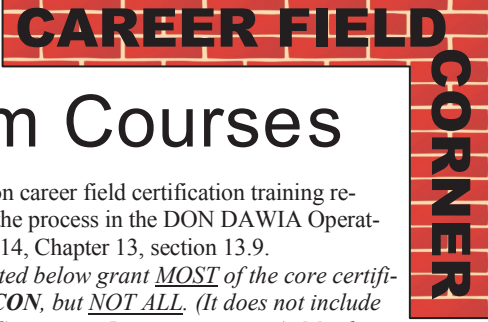 CAREER FIELD
CORNER
m Courses
on career field certification training re-
he process in the DON DAWIA Operat-
14, Chapter 13, section 13.9.
ted below grant MOST of the core certifi-
CON, but NOT ALL. (It does not include